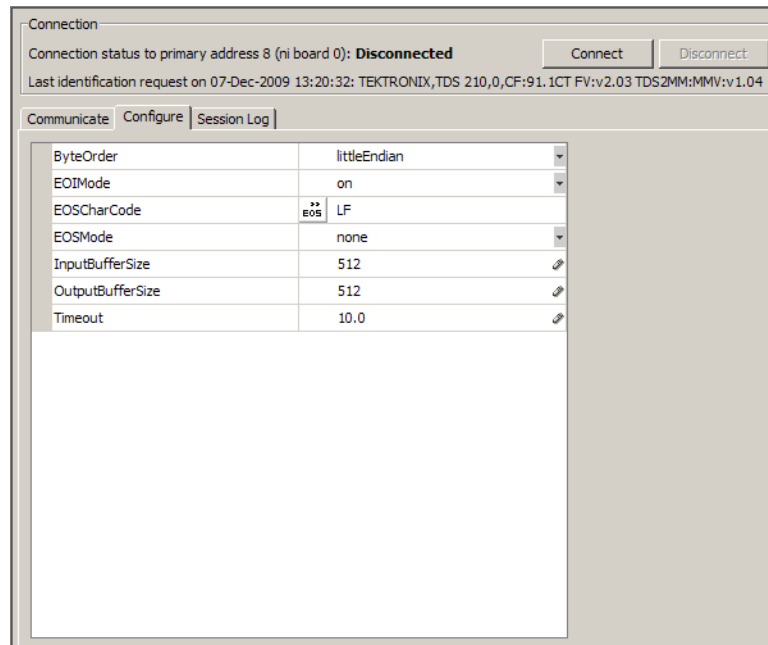 Connection
Connection status to primary address 8 (ni board 0): Disconnected Connect Disconnect
Last identification request on 07-Dec-2009 13:20:32: TEKTRONIX,TDS 210,0,CF:91.1CT FV:v2.03 TDS2MM:MMV:v1.04
Communicate Configure Session Log
ByteOrder littleEndian
EOIMode on
EOSCharCode EOS LF
EOSMode none
InputBufferSize 512
OutputBufferSize 512
Timeout 10.0